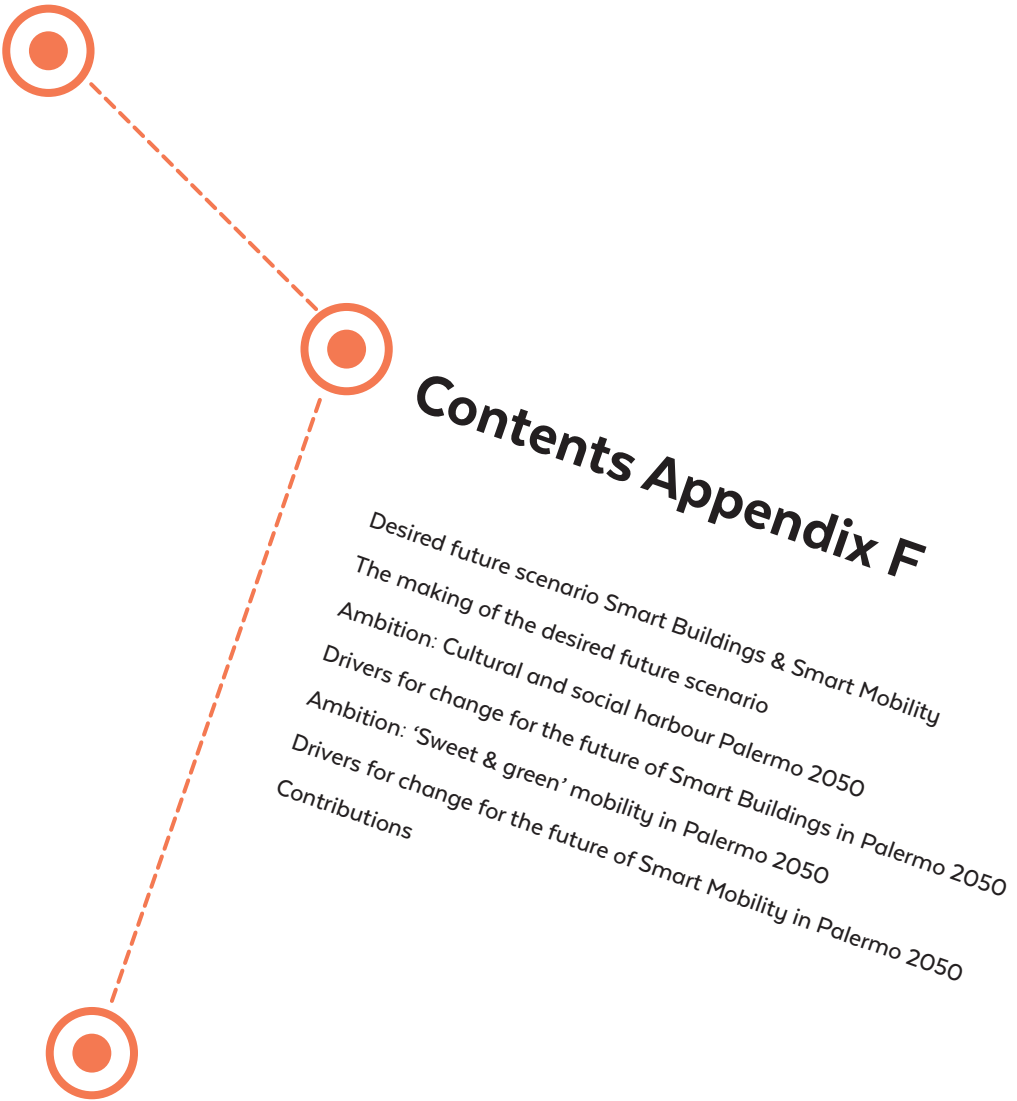 Contents Appendix F
Desired future scenario Smart Buildings & Smart Mobility
The making of the desired future scenario
Ambition: Cultural and social harbour Palermo 2050
Drivers for change for the future of Smart Buildings in Palermo 2050
Ambition: ‘Sweet & green’ mobility in Palermo 2050
Drivers for change for the future of Smart Mobility in Palermo 2050
Contributions